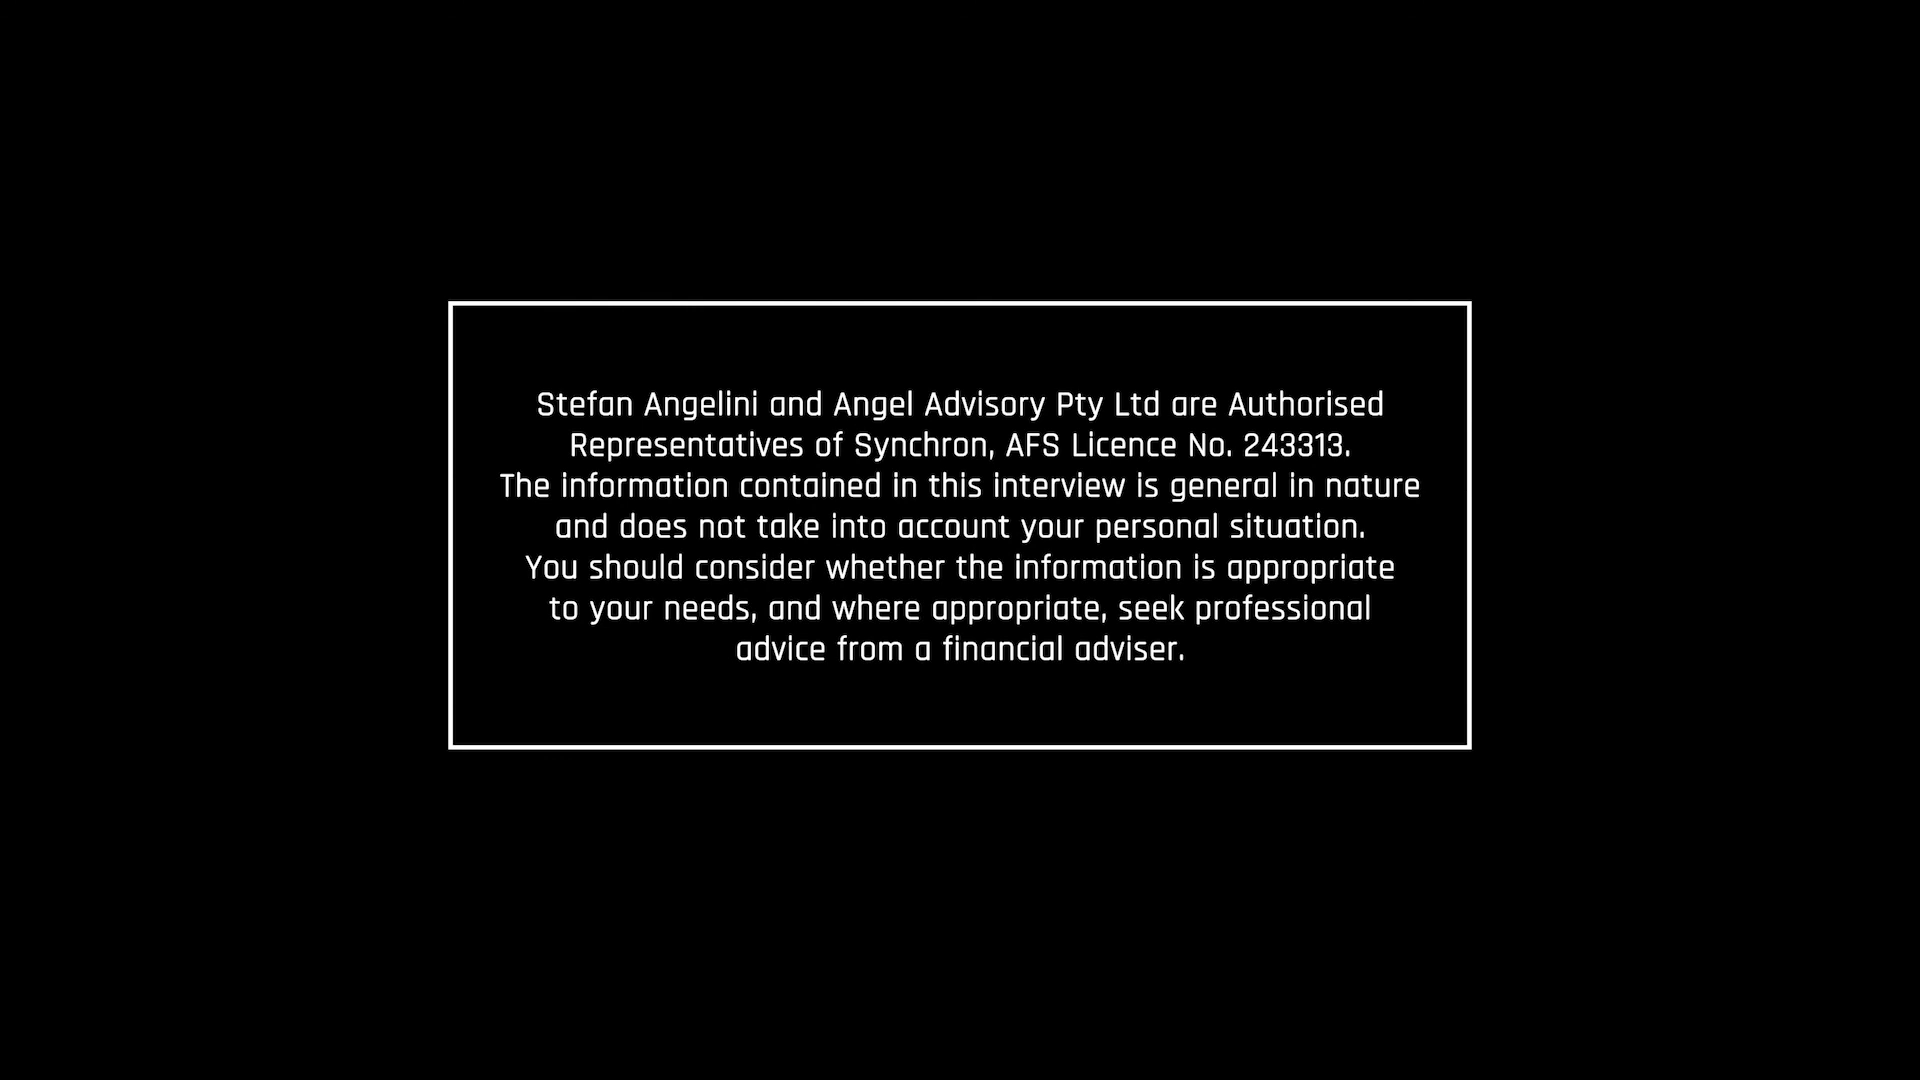 Stefan Angelini and Angel Advisory Pty Ltd are Authorised
Representatives of Synchron, AFS Licence No. 243313.
The information contained in this interview is general in nature
and does not take into account your personal situation.
You should consider whether the information is appropriate
to your needs, and where appropriate, seek professional
advice from a financial adviser.